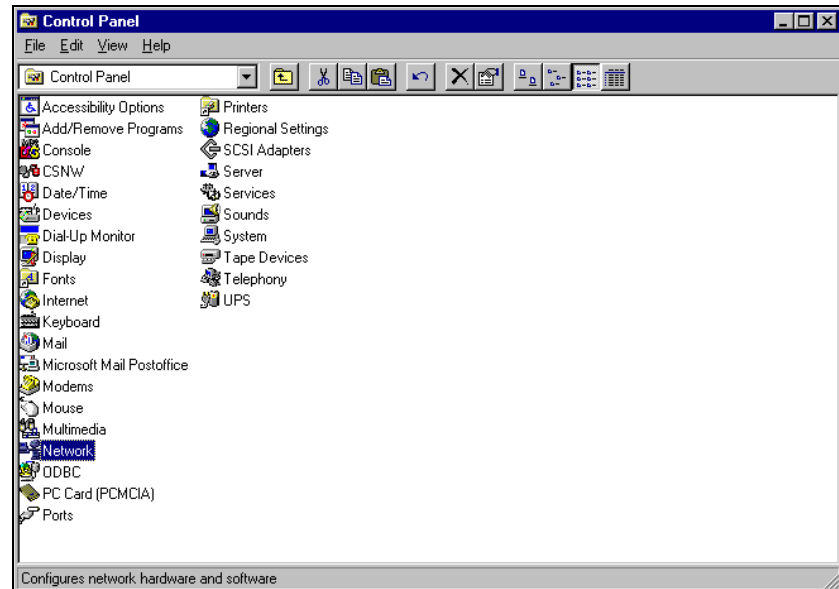 Control Panel
File Edit View Help
Control Panel
Accessibility Options
Add/Remove Programs
Console
CSNW
Date/Time
Devices
Dial-Up Monitor
Display
Fonts
Internet
Keyboard
Mail
Microsoft Mail Postoffice
Modems
Mouse
Multimedia
Network
ODBC
PC Card (PCMCIA)
Ports
Printers
Regional Settings
SCSI Adapters
Server
Services
Sounds
System
Tape Devices
Telephony
UPS
Configures network hardware and software